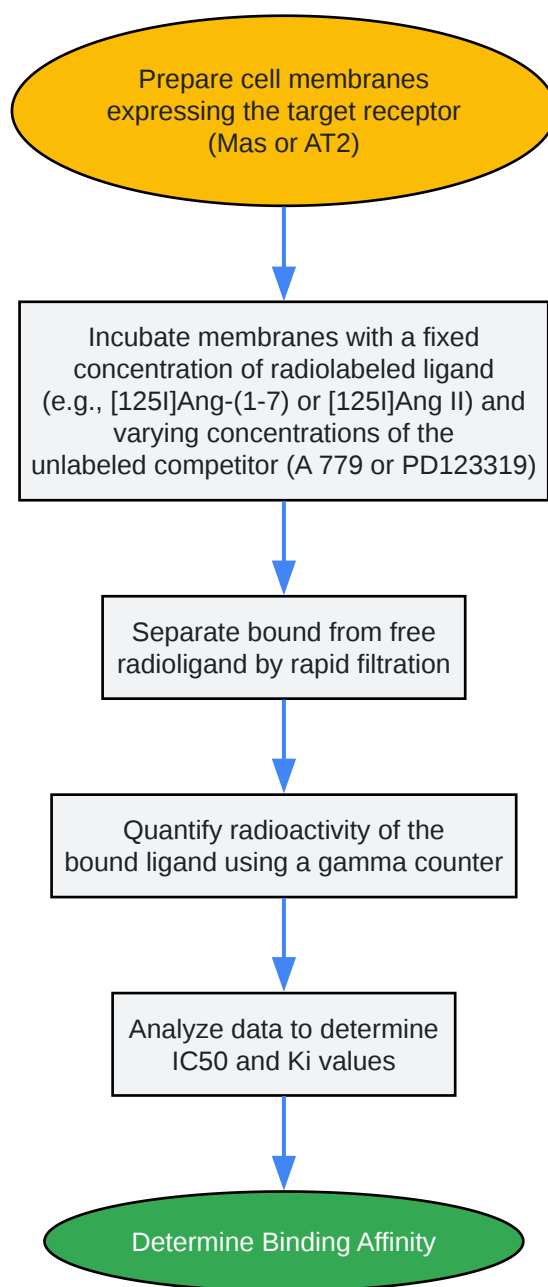 Prepare cell membranes
expressing the target receptor
(Mas or AT2)
Incubate membranes with a fixed
concentration of radiolabeled ligand
(e.g., [125I]Ang-(1-7) or [125I]Ang II) and
varying concentrations of the
unlabeled competitor (A 779 or PD123319)
Separate bound from free
radioligand by rapid filtration
Quantify radioactivity of the
bound ligand using a gamma counter
Analyze data to determine
IC50 and Ki values
Determine Binding Affinity